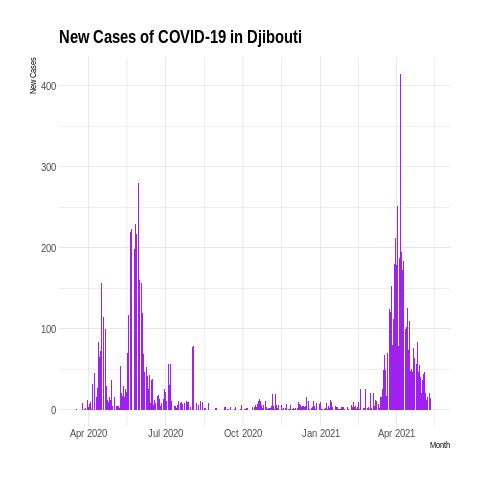 New Cases of COVID-19 in Djibouti
New Cases
400
300
200
100
0
Apr 2020 Jul 2020 Oct 2020 Jan 2021 Apr 2021
Month